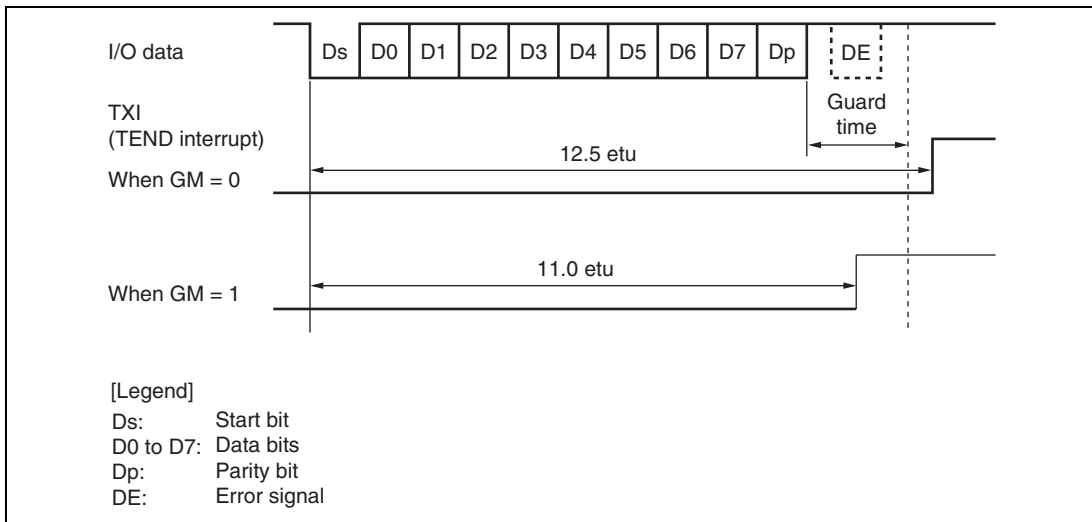 I/O data
Ds D0 D1 D2 D3 D4 D5 D6 D7 Dp DE
TXI
(TEND interrupt)
Guard
time
12.5 etu
When GM = 0
11.0 etu
When GM = 1
[Legend]
Ds: Start bit
D0 to D7: Data bits
Dp: Parity bit
DE: Error signal